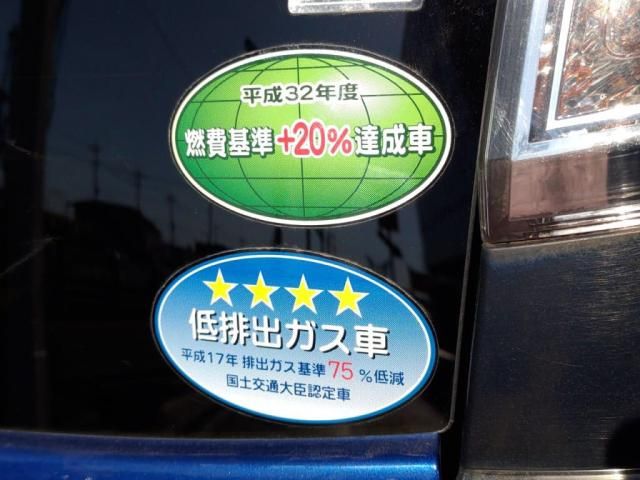 平成32年度
燃費基準+20%達成車
★★★★
低排出ガス車
平成17年 排出ガス基準75%低減
国土交通大臣認定車